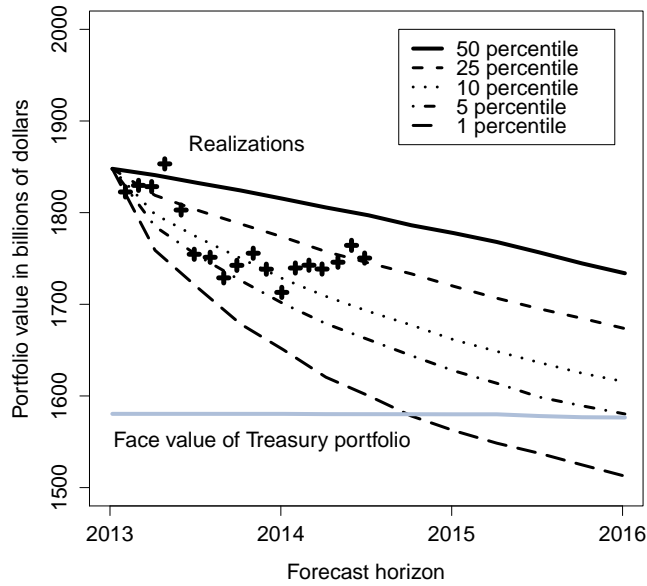 2000
1900
1800
1700
1600
1500
Portfolio value in billions of dollars
50 percentile
25 percentile
10 percentile
5 percentile
1 percentile
Realizations
Face value of Treasury portfolio
2013
2014
2015
2016
Forecast horizon